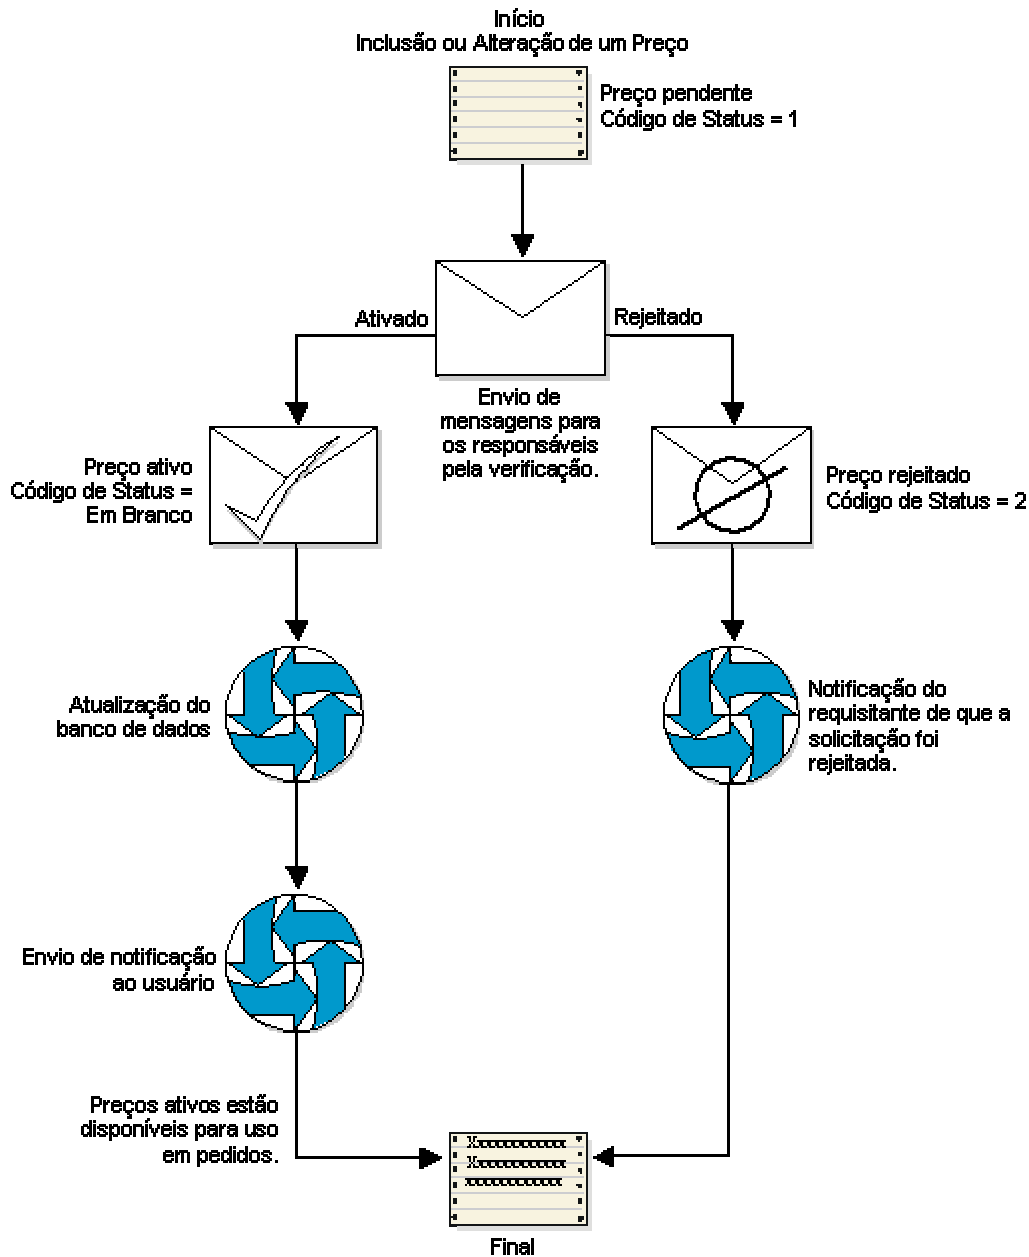 Início
Inclusão ou Alteração de um Preço
Preço pendente
Código de Status = 1
Ativado
Rejeitado
Envio de
mensagens para
os responsáveis
pela verificação.
Preço ativo
Código de Status =
Em Branco
Preço rejeitado
Código de Status = 2
Atualização do
banco de dados
Notificação do
requisitante de que a
solicitação foi
rejeitada.
Envio de notificação
ao usuário
Preços ativos estão
disponíveis para uso
em pedidos.
Xxxxxxxxxxxx
Xxxxxxxxxxxx
xxxxxxxxxxxx
Final